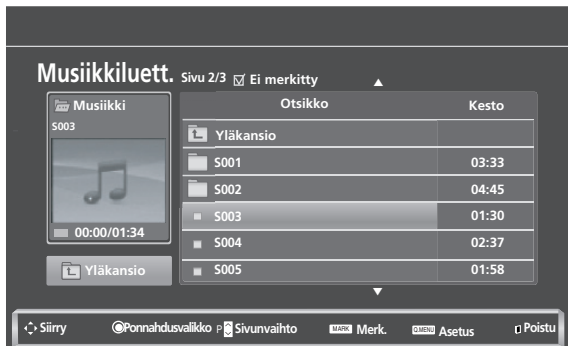 Musiikkiluett. Sivu 2/3 Ei merkitty
Musiikki
S003
00:00/01:34
Yläkansio
Otsikko Kesto
Yläkansio
S001 03:33
S002 04:45
S003 01:30
S004 02:37
S005 01:58
Siirry Ponnahdusvalikko P Sivunvaihto MARK Merk. Q.MENU Asetus Poistu